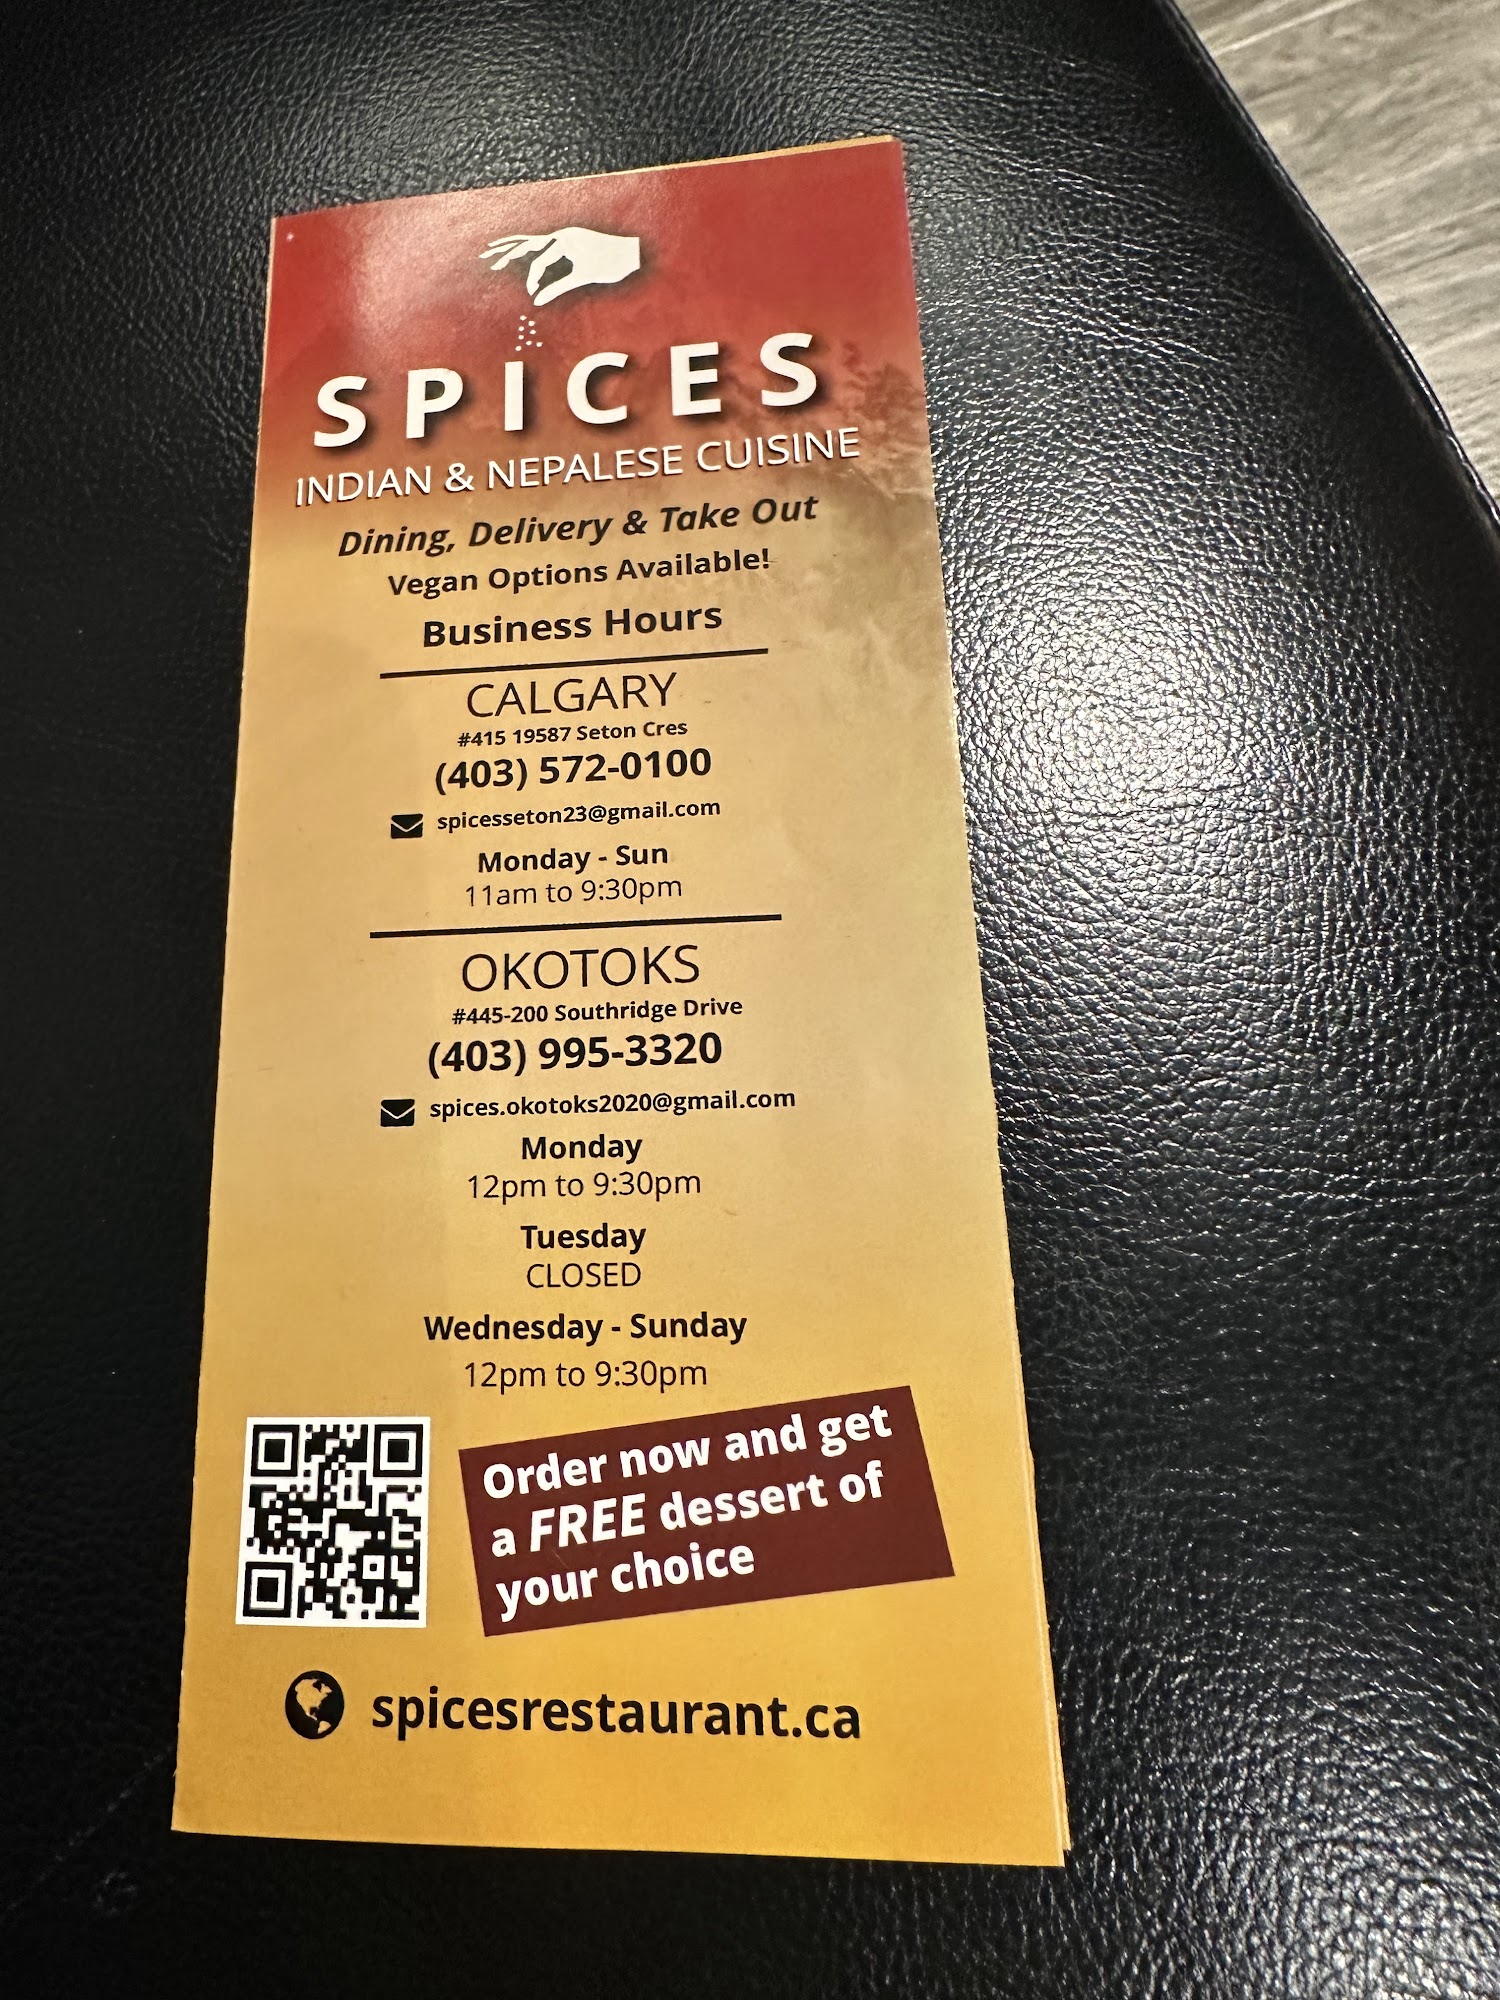 SPICES
INDIAN & NEPALESE CUISINE
Dining, Delivery & Take Out
Vegan Options Available!
Business Hours
CALGARY
#415 19587 Seton Cres
(403) 572-0100
spicesseton23@gmail.com
Monday - Sun
11am to 9:30pm
OKOTOKS
#445-200 Southridge Drive
(403) 995-3320
spices.okotoks2020@gmail.com
Monday
12pm to 9:30pm
Tuesday
CLOSED
Wednesday - Sunday
12pm to 9:30pm
Order now and get
a FREE dessert of
your choice
spicesrestaurant.ca